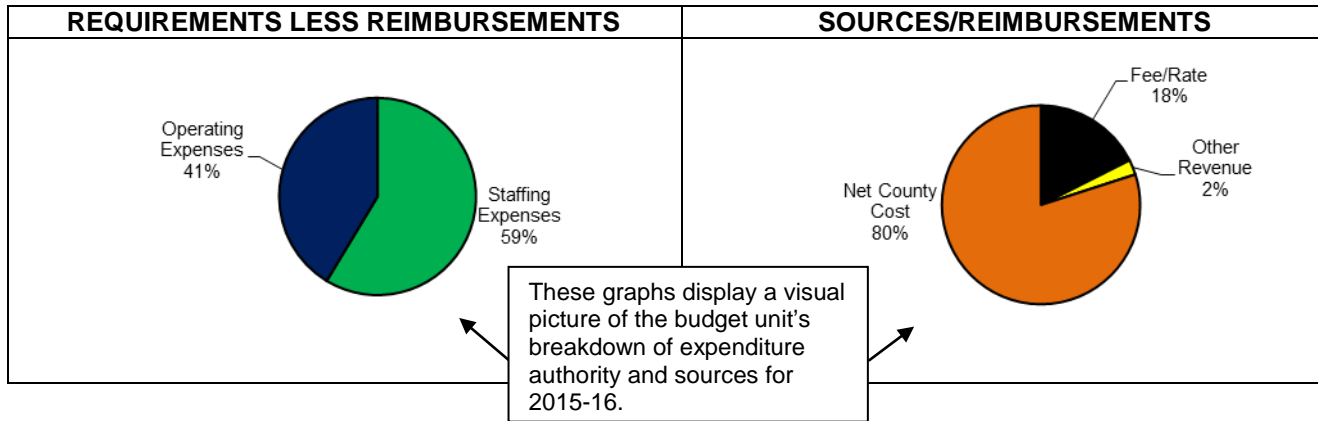 REQUIREMENTS LESS REIMBURSEMENTS
SOURCES/REIMBURSEMENTS
Operating
Expenses
41%
Staffing
Expenses
59%
Fee/Rate
18%
Other
Revenue
2%
Net County
Cost
80%
These graphs display a visual
picture of the budget unit's
breakdown of expenditure
authority and sources for
2015-16.